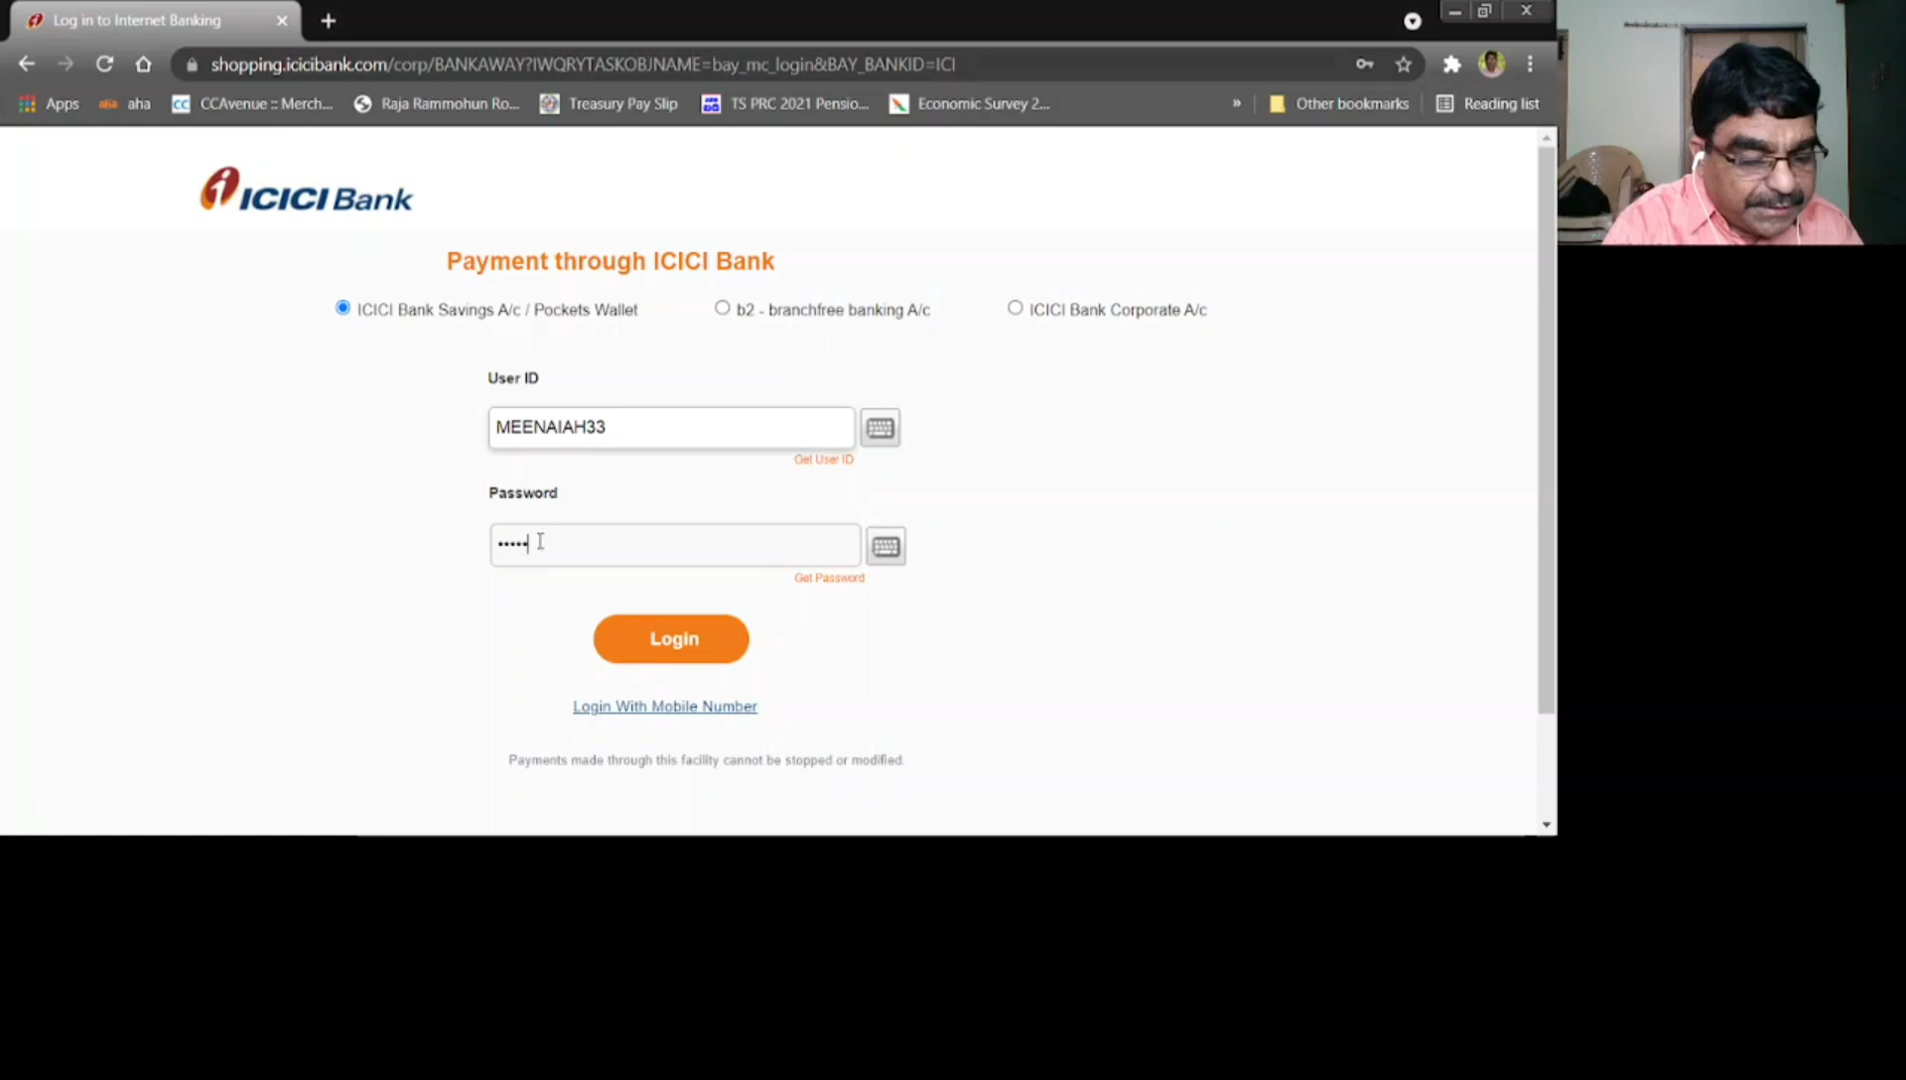 Log in to Internet Banking
shopping.icicibank.com/corp/BANKAWAY?IWQRYTASKOBJNAME=bay_mc_login&BAY_BANKID=ICI
Apps aha CCAvenue :: Merch... Raja Rammohun Ro... Treasury Pay Slip TS PRC 2021 Pensio... Economic Survey 2... » Other bookmarks Reading list
ICICI Bank
Payment through ICICI Bank
ICICI Bank Savings A/c / Pockets Wallet b2 - branchfree banking A/c ICICI Bank Corporate A/c
User ID
MEENAIAH33
Get User ID
Password
•••••
Get Password
Login
Login With Mobile Number
Payments made through this facility cannot be stopped or modified.